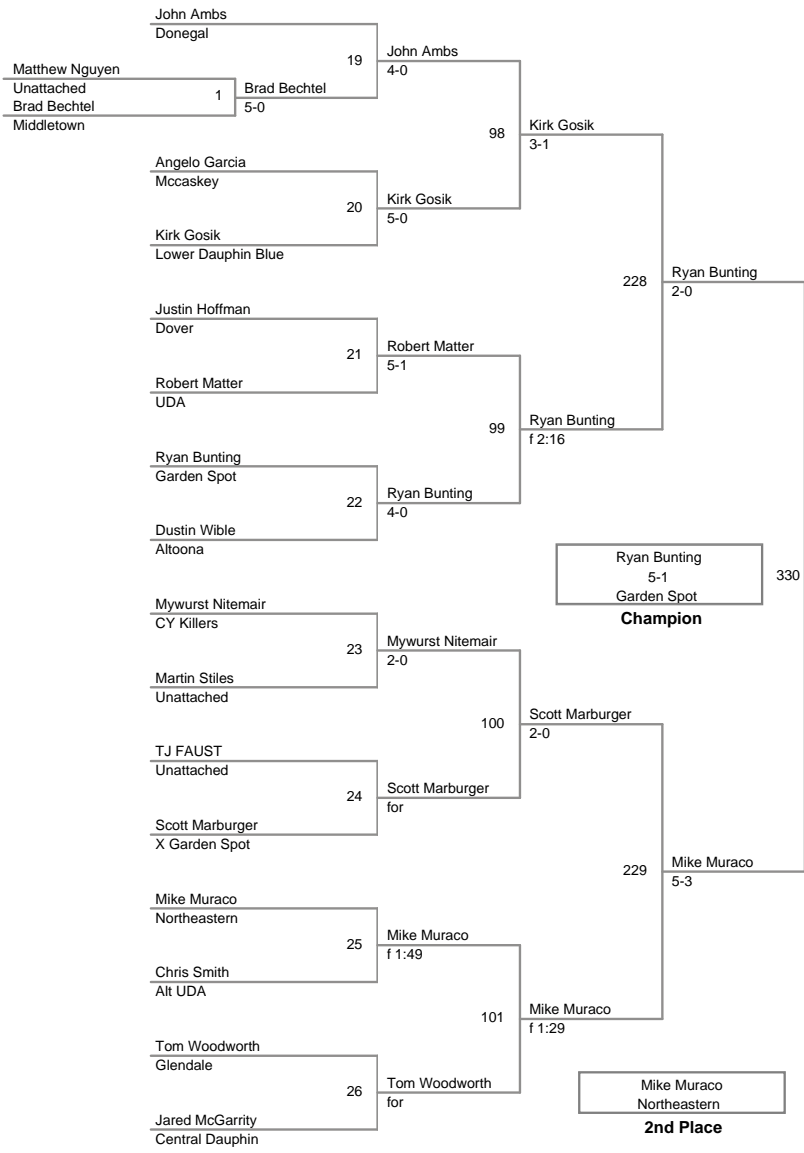 John Ambs
Donegal
19
John Ambs
4-0
Matthew Nguyen
Unattached
1
Brad Bechtel
5-0
Brad Bechtel
Middletown
98
Kirk Gosik
3-1
Angelo Garcia
Mccaskey
20
Kirk Gosik
5-0
Kirk Gosik
Lower Dauphin Blue
228
Ryan Bunting
2-0
Justin Hoffman
Dover
21
Robert Matter
5-1
Robert Matter
UDA
99
Ryan Bunting
f 2:16
Ryan Bunting
Garden Spot
22
Ryan Bunting
4-0
Dustin Wible
Altoona
Ryan Bunting
5-1
Garden Spot
330
Champion
Mywurst Nitemair
CY Killers
23
Mywurst Nitemair
2-0
Martin Stiles
Unattached
100
Scott Marburger
2-0
TJ FAUST
Unattached
24
Scott Marburger
for
Scott Marburger
X Garden Spot
229
Mike Muraco
5-3
Mike Muraco
Northeastern
25
Mike Muraco
f 1:49
Chris Smith
Alt UDA
101
Mike Muraco
f 1:29
Tom Woodworth
Glendale
26
Tom Woodworth
for
Jared McGarrity
Central Dauphin
Mike Muraco
Northeastern
2nd Place